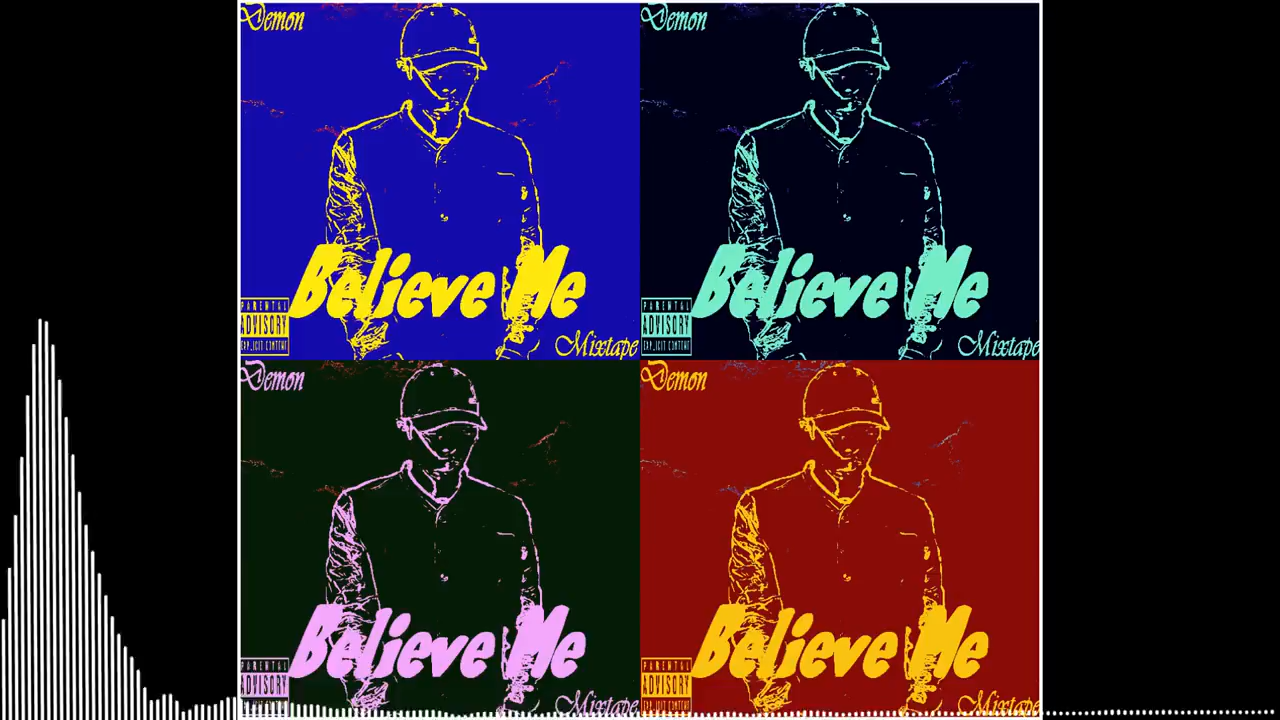 Demon
Believe Me
PARENTAL
ADVISORY
EXPLICIT CONTENT
Mixtape
Demon
Believe Me
PARENTAL
ADVISORY
EXPLICIT CONTENT
Mixtape
Demon
Believe Me
PARENTAL
ADVISORY
Mixtape
Demon
Believe Me
PARENTAL
ADVISORY
Mixtape